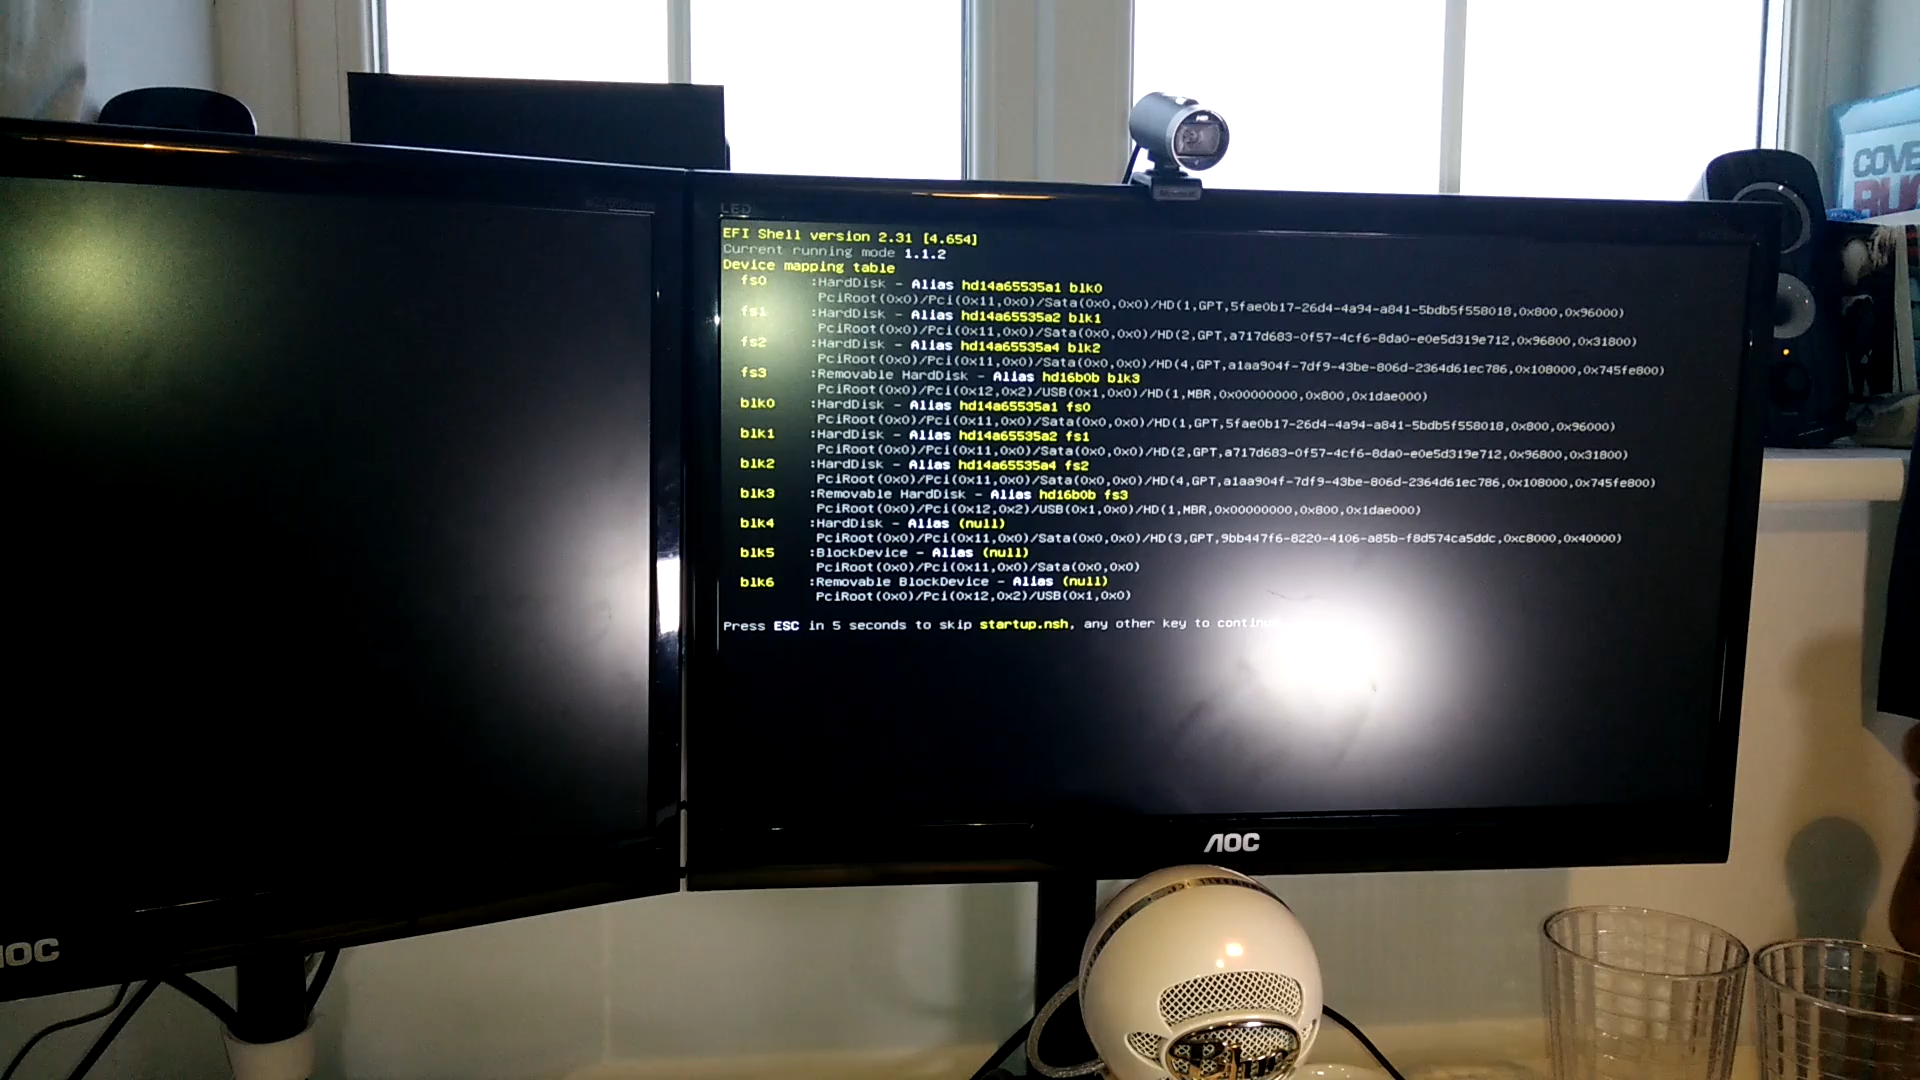 COVE
LED
EFI Shell version 2.31 [4.654]
Current running mode 1.1.2
Device mapping table
fs0 :HardDisk - Alias hd14a65535a1 blk0
PciRoot(0x0)/Pci(0x11,0x0)/Sata(0x0,0x0)/HD(1,GPT,5fae0b17-26d4-4a94-a841-5bdb5f558018,0x800,0x96000)
fs1 :HardDisk - Alias hd14a65535a2 blk1
PciRoot(0x0)/Pci(0x11,0x0)/Sata(0x0,0x0)/HD(2,GPT,a717d683-0f57-4cf6-8da0-e0e5d319e712,0x96800,0x31800)
fs2 :HardDisk - Alias hd14a65535a4 blk2
PciRoot(0x0)/Pci(0x11,0x0)/Sata(0x0,0x0)/HD(4,GPT,a1aa904f-7df9-43be-806d-2364d61ec786,0x108000,0x745fe800)
fs3 :Removable HardDisk - Alias hd16b0b blk3
PciRoot(0x0)/Pci(0x12,0x2)/USB(0x1,0x0)/HD(1,MBR,0x00000000,0x800,0x1dae000)
blk0 :HardDisk - Alias hd14a65535a1 fs0
PciRoot(0x0)/Pci(0x11,0x0)/Sata(0x0,0x0)/HD(1,GPT,5fae0b17-26d4-4a94-a841-5bdb5f558018,0x800,0x96000)
blk1 :HardDisk - Alias hd14a65535a2 fs1
PciRoot(0x0)/Pci(0x11,0x0)/Sata(0x0,0x0)/HD(2,GPT,a717d683-0f57-4cf6-8da0-e0e5d319e712,0x96800,0x31800)
blk2 :HardDisk - Alias hd14a65535a4 fs2
PciRoot(0x0)/Pci(0x11,0x0)/Sata(0x0,0x0)/HD(4,GPT,a1aa904f-7df9-43be-806d-2364d61ec786,0x108000,0x745fe800)
blk3 :Removable HardDisk - Alias hd16b0b fs3
PciRoot(0x0)/Pci(0x12,0x2)/USB(0x1,0x0)/HD(1,MBR,0x00000000,0x800,0x1dae000)
blk4 :HardDisk - Alias (null)
PciRoot(0x0)/Pci(0x11,0x0)/Sata(0x0,0x0)/HD(3,GPT,9bb447f6-8220-4106-a85b-f8d574ca5ddc,0xc8000,0x40000)
blk5 :BlockDevice - Alias (null)
PciRoot(0x0)/Pci(0x11,0x0)/Sata(0x0,0x0)
blk6 :Removable BlockDevice - Alias (null)
PciRoot(0x0)/Pci(0x12,0x2)/USB(0x1,0x0)
Press ESC in 5 seconds to skip startup.nsh, any other key to continu
AOC
AOC